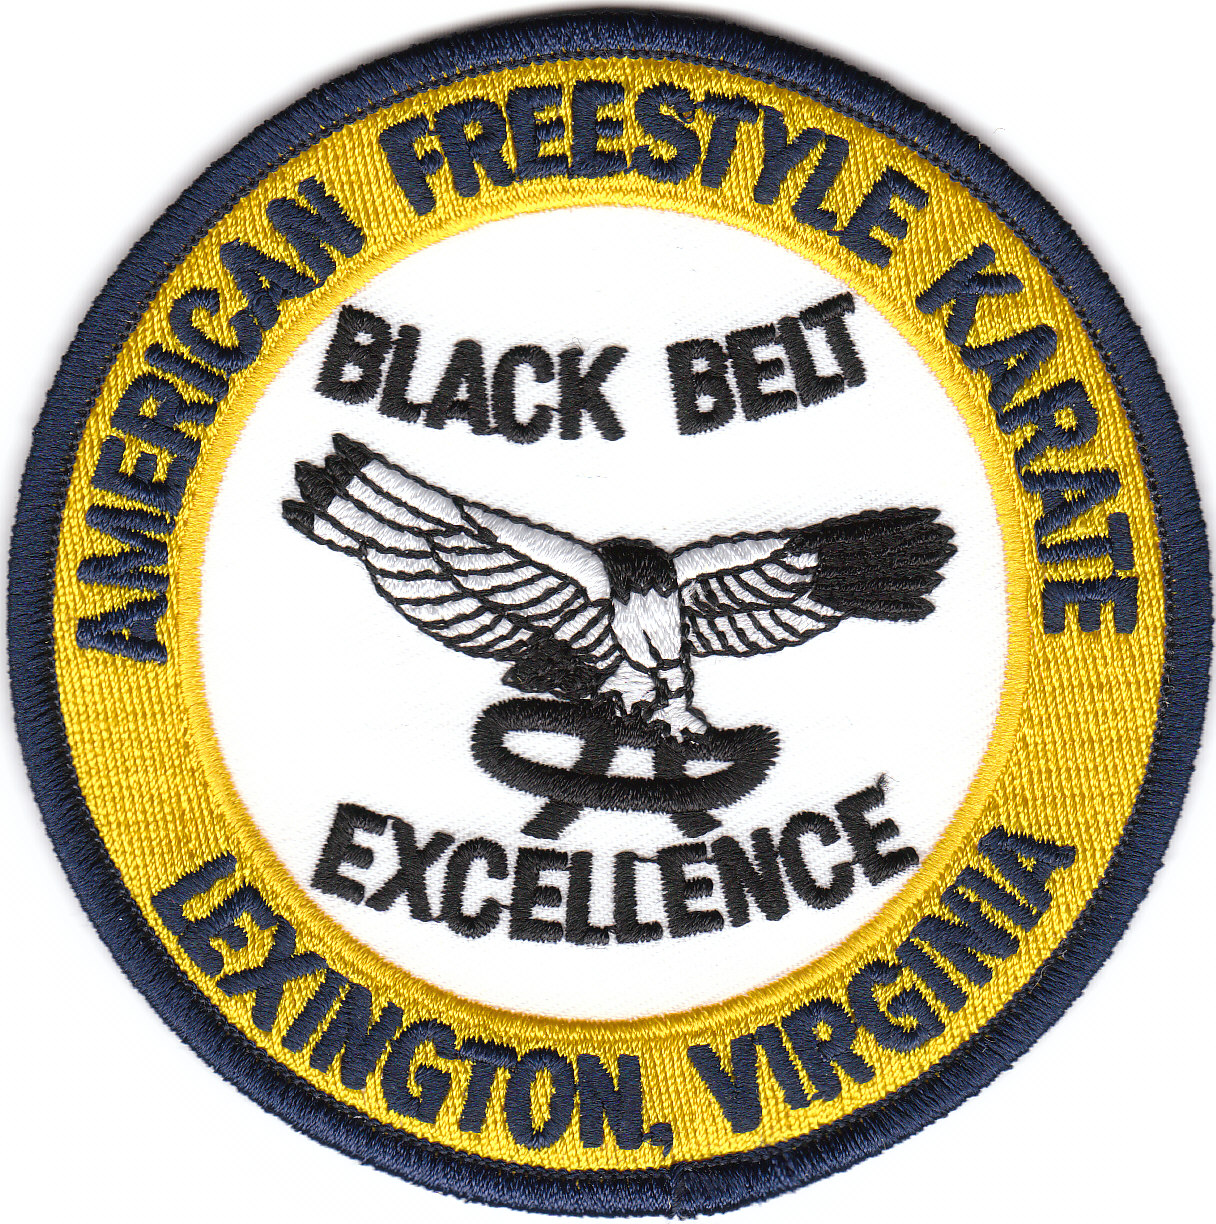 AMERICAN FREESTYLE KARATE
BLACK BELT
EXCELLENCE
LEXINGTON, VIRGINIA